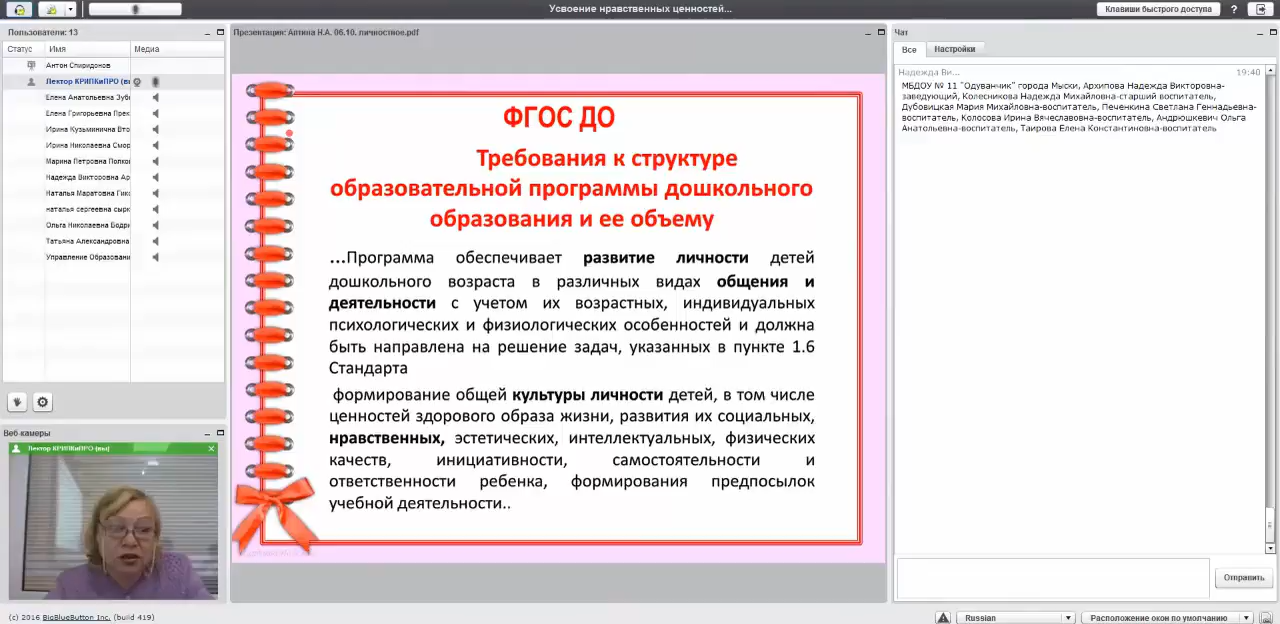 Усвоение нравственных ценностей...
Клавиши быстрого доступа
?
Пользователи: 13
Статус Имя Медиа
Антон Спиридонов
Лектор КРИПКиПРО (вы
Елена Анатольевна Зуб
Елена Григорьевна Прек
Ирина Кузьминична Вто
Ирина Николаевна Смор
Марина Петровна Полко
Надежда Викторовна Ар
Наталья Маратовна Гик
наталья сергеевна сырк
Ольга Николаевна Бодр
Татьяна Александровна
Управление Образовани
Веб камеры
Лектор КРИПКиПРО (вы)
Презентация: Аптина Н.А. 06.10. личностное.pdf
ФГОС ДО
Требования к структуре
образовательной программы дошкольного
образования и ее объему
...Программа обеспечивает развитие личности детей
дошкольного возраста в различных видах общения и
деятельности с учетом их возрастных, индивидуальных
психологических и физиологических особенностей и должна
быть направлена на решение задач, указанных в пункте 1.6
Стандарта
формирование общей культуры личности детей, в том числе
ценностей здорового образа жизни, развития их социальных,
нравственных, эстетических, интеллектуальных, физических
качеств, инициативности, самостоятельности и
ответственности ребенка, формирования предпосылок
учебной деятельности..
Чат
Все Настройки
Надежда Ви... 19:40
МБДОУ № 11 "Одуванчик" города Мыски, Архипова Надежда Викторовна-
заведующий, Колесникова Надежда Михайловна-старший воспитатель,
Дубовицкая Мария Михайловна-воспитатель, Печенкина Светлана Геннадьевна-
воспитатель, Колосова Ирина Вячеславовна-воспитатель, Андрюшкевич Ольга
Анатольевна-воспитатель, Таирова Елена Константиновна-воспитатель
Отправить
(c) 2016 BigBlueButton Inc. (build 419)
Russian
Расположение окон по умолчанию